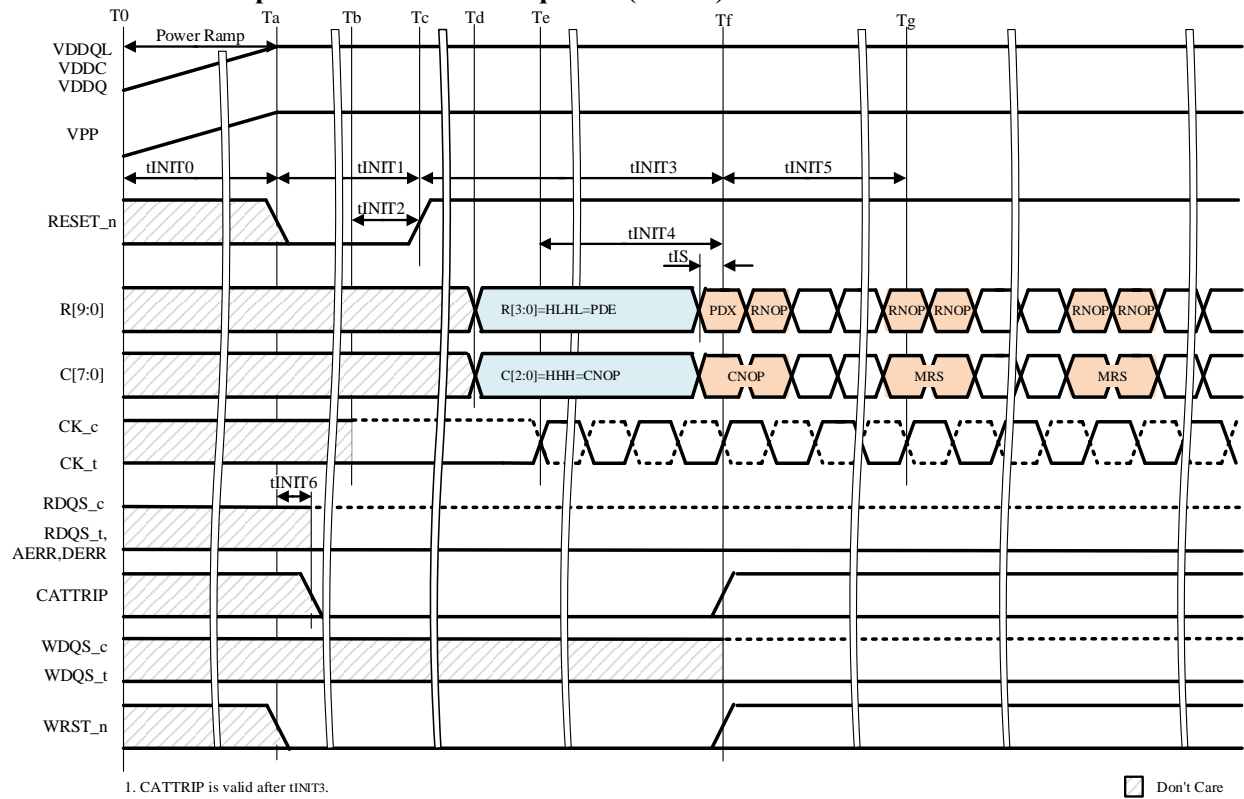 T0 Ta Tb Tc Td Te Tf Tg
Power Ramp
VDDQL
VDDC
VDDQ
VPP
tINIT0 tINIT1 tINIT3 tINIT5
RESET_n
tINIT2
tINIT4
tIS
R[9:0] R[3:0]=HLHL=PDE PDX RNOP RNOP RNOP RNOP RNOP
C[7:0] C[2:0]=HHH=CNOP CNOP MRS MRS
CK_c
CK_t
tINIT6
RDQS_c
RDQS_t,
AERR,DERR
CATTRIP
WDQS_c
WDQS_t
WRST_n
1. CATTRIP is valid after tINIT3.
Don't Care